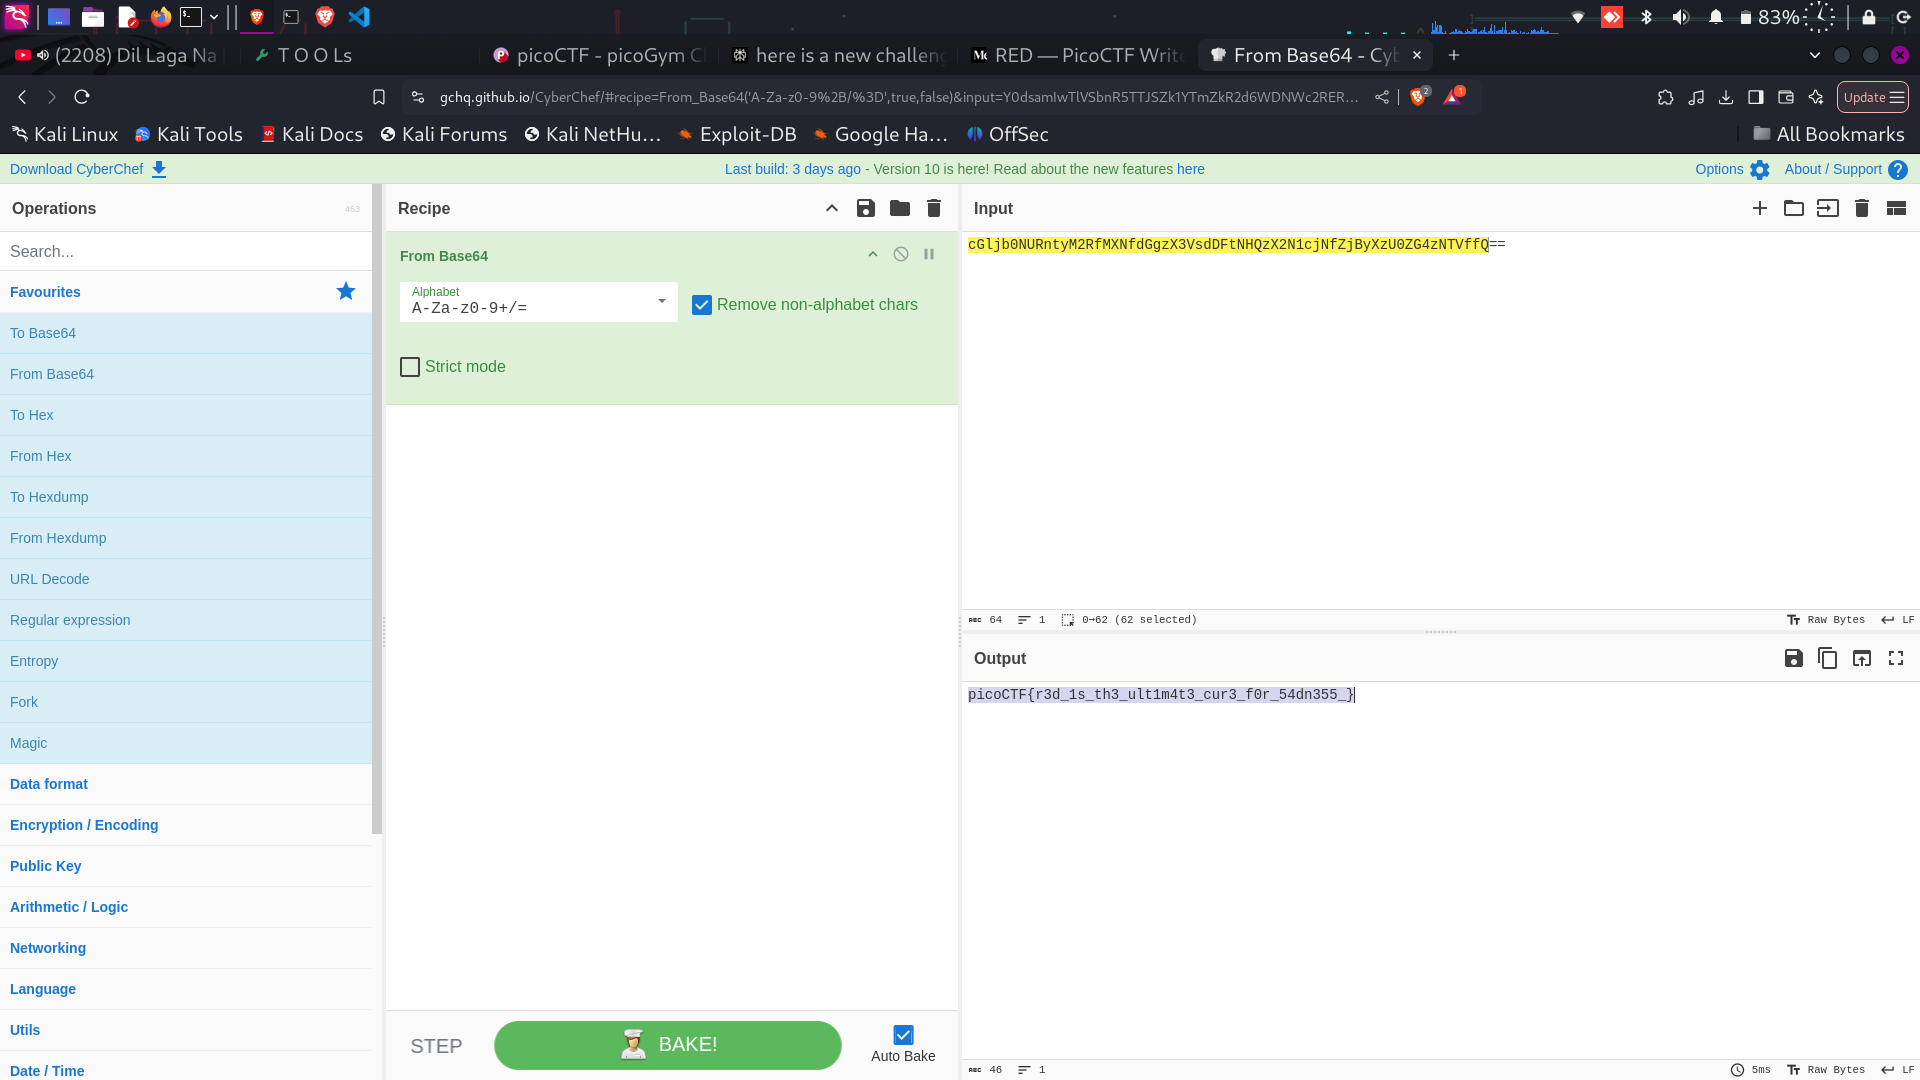 83%
(2208) Dil Laga Na
T O O Ls
picoCTF - picoGym Cl
here is a new challeng
RED — PicoCTF Write
From Base64 - Cyb
gchq.github.io/CyberChef/#recipe=From_Base64('A-Za-z0-9%2B/%3D',true,false)&input=Y0dsamIwTlVSbnR5TTJSZk1YTmZkR2d6WDNWc2RER...
2
1
Update
Kali Linux
Kali Tools
Kali Docs
Kali Forums
Kali NetHu...
Exploit-DB
Google Ha...
OffSec
All Bookmarks
Download CyberChef
Last build: 3 days ago - Version 10 is here! Read about the new features here
Options
About / Support
Operations
463
Recipe
Input
Search...
From Base64
cGljb0NURntyM2RfMXNfdGgzX3VsdDFtNHQzX2N1cjNfZjByXzU0ZG4zNTVffQ==
Favourites
Alphabet
A-Za-z0-9+/=
Remove non-alphabet chars
To Base64
From Base64
Strict mode
To Hex
From Hex
To Hexdump
From Hexdump
URL Decode
Regular expression
64
1
0→62 (62 selected)
Raw Bytes
LF
Entropy
Output
Fork
picoCTF{r3d_1s_th3_ult1m4t3_cur3_f0r_54dn355_}
Magic
Data format
Encryption / Encoding
Public Key
Arithmetic / Logic
Networking
Language
Utils
STEP
BAKE!
Auto Bake
Date / Time
46
1
5ms
Raw Bytes
LF